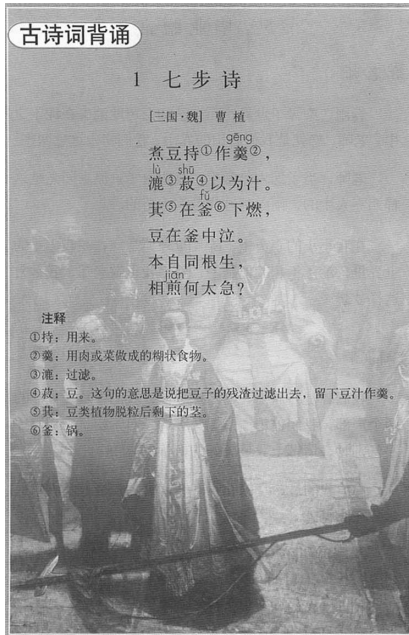 古诗词背诵
1 七步诗
[三国·魏] 曹植
gēng
煮豆持①作羹②，
lù shū
漉③菽④以为汁。
fǔ
萁⑤在釜⑥下燃，
豆在釜中泣。
本自同根生，
jiān
相煎何太急？
注释
①持：用来。
②羹：用肉或菜做成的糊状食物。
③漉：过滤。
④菽：豆。这句的意思是说把豆子的残渣过滤出去，留下豆汁作羹。
⑤萁：豆类植物脱粒后剩下的茎。
⑥釜：锅。